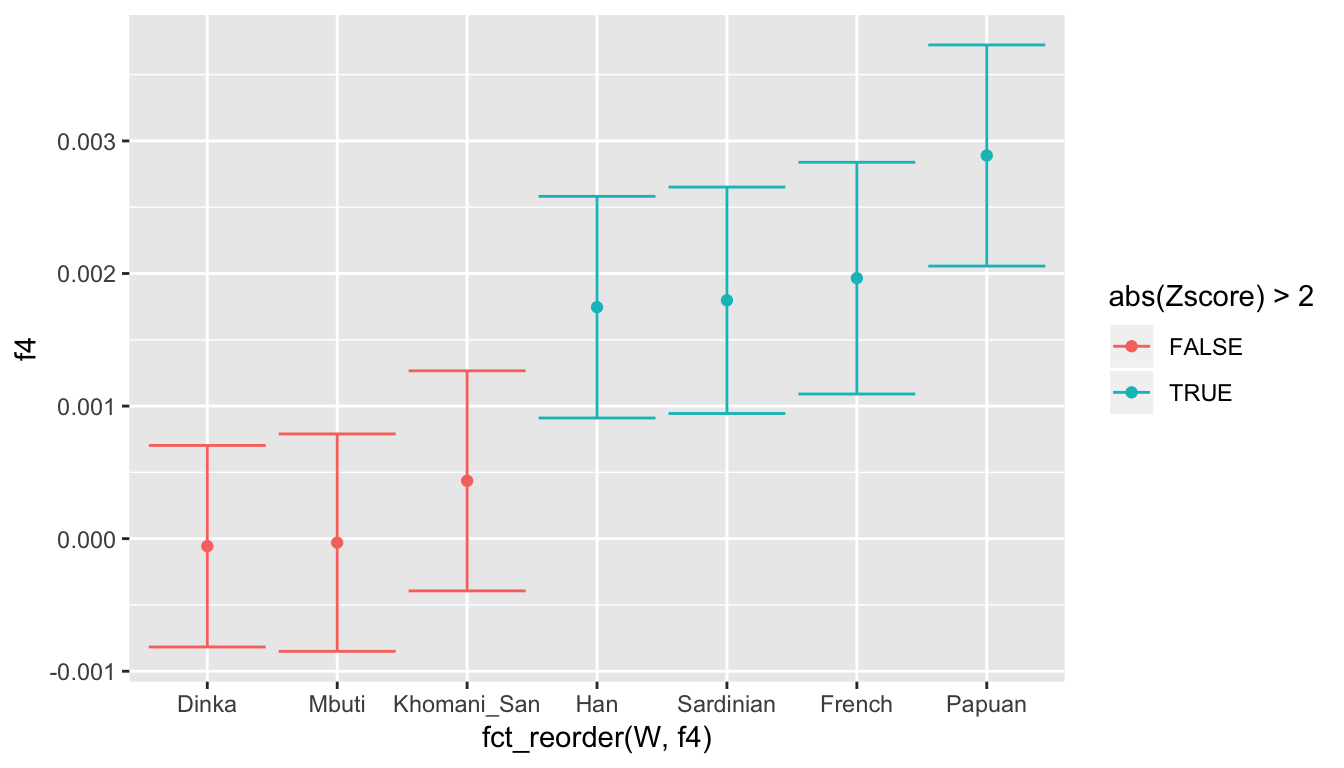 f4
0.003
0.002
0.001
0.000
-0.001
Dinka Mbuti Khomani_San Han Sardinian French Papuan
fct_reorder(W, f4)
abs(Zscore) > 2
FALSE
TRUE